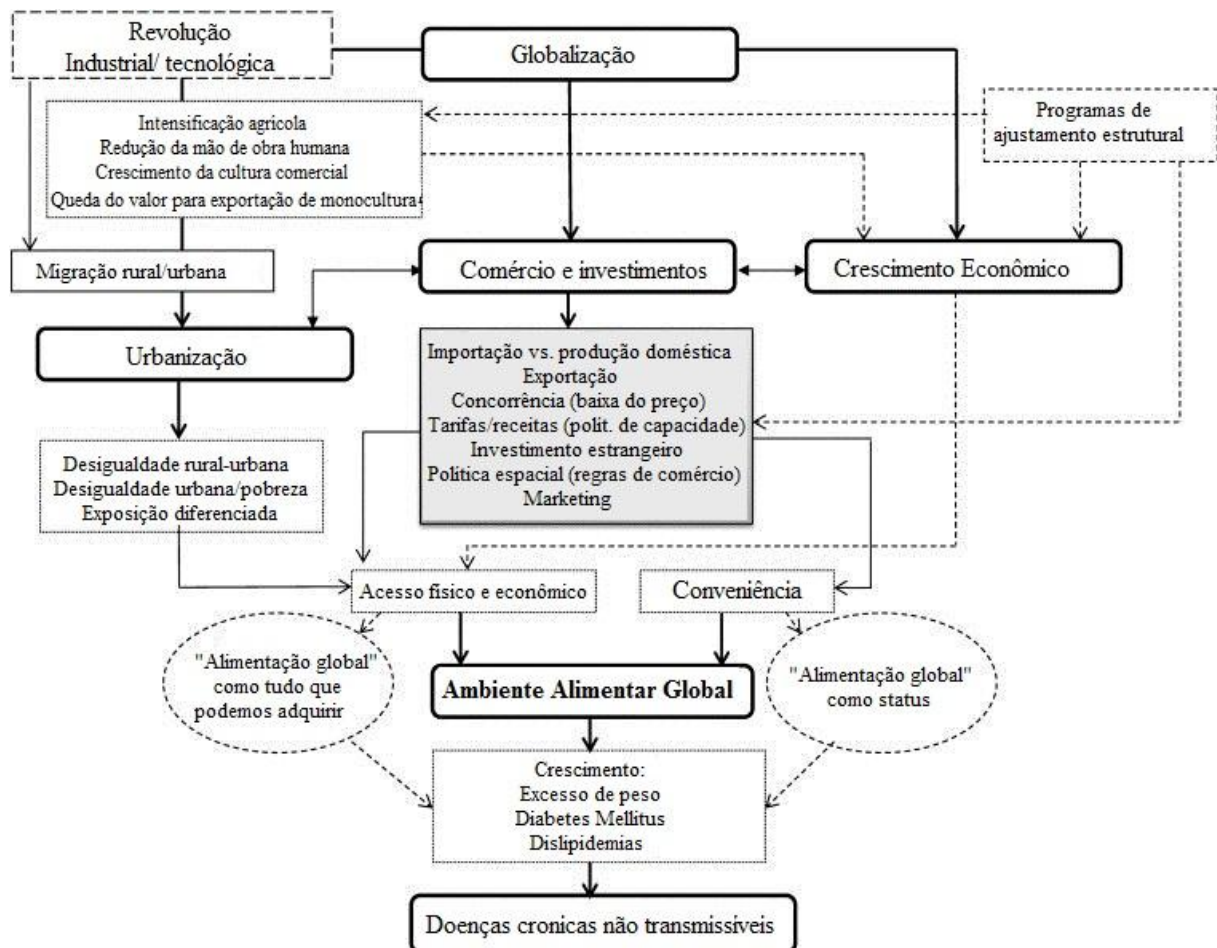 Revolução
Industrial/ tecnológica
Globalização
Programas de
ajustamento estrutural
Intensificação agricola
Redução da mão de obra humana
Crescimento da cultura comercial
Queda do valor para exportação de monocultura
Migração rural/urbana
Comércio e investimentos
Crescimento Econômico
Urbanização
Importação vs. produção doméstica
Exportação
Concorrência (baixa do preço)
Tarifas/receitas (polit. de capacidade)
Investimento estrangeiro
Política espacial (regras de comércio)
Marketing
Desigualdade rural-urbana
Desigualdade urbana/pobreza
Exposição diferenciada
Acesso físico e econômico
Conveniência
"Alimentação global"
como tudo que
podemos adquirir
Ambiente Alimentar Global
"Alimentação global"
como status
Crescimento:
Excesso de peso
Diabetes Mellitus
Dislipidemias
Doenças cronicas não transmissíveis